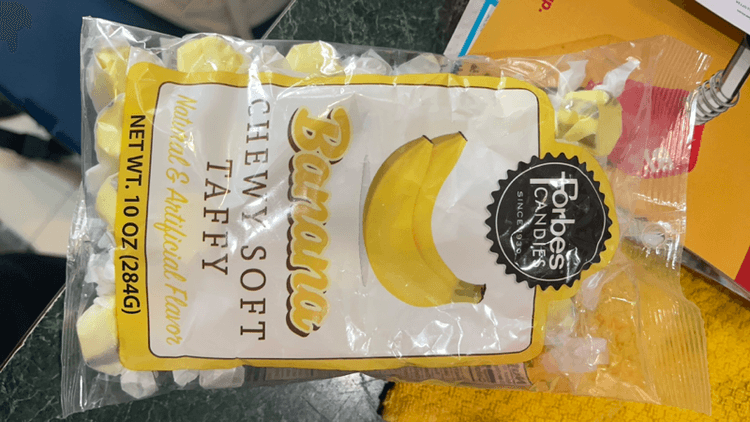 Forbes
CANDIES
SINCE 1930
Banana
CHEWY SOFT
TAFFY
Natural & Artificial Flavor
NET WT. 10 OZ (284G)